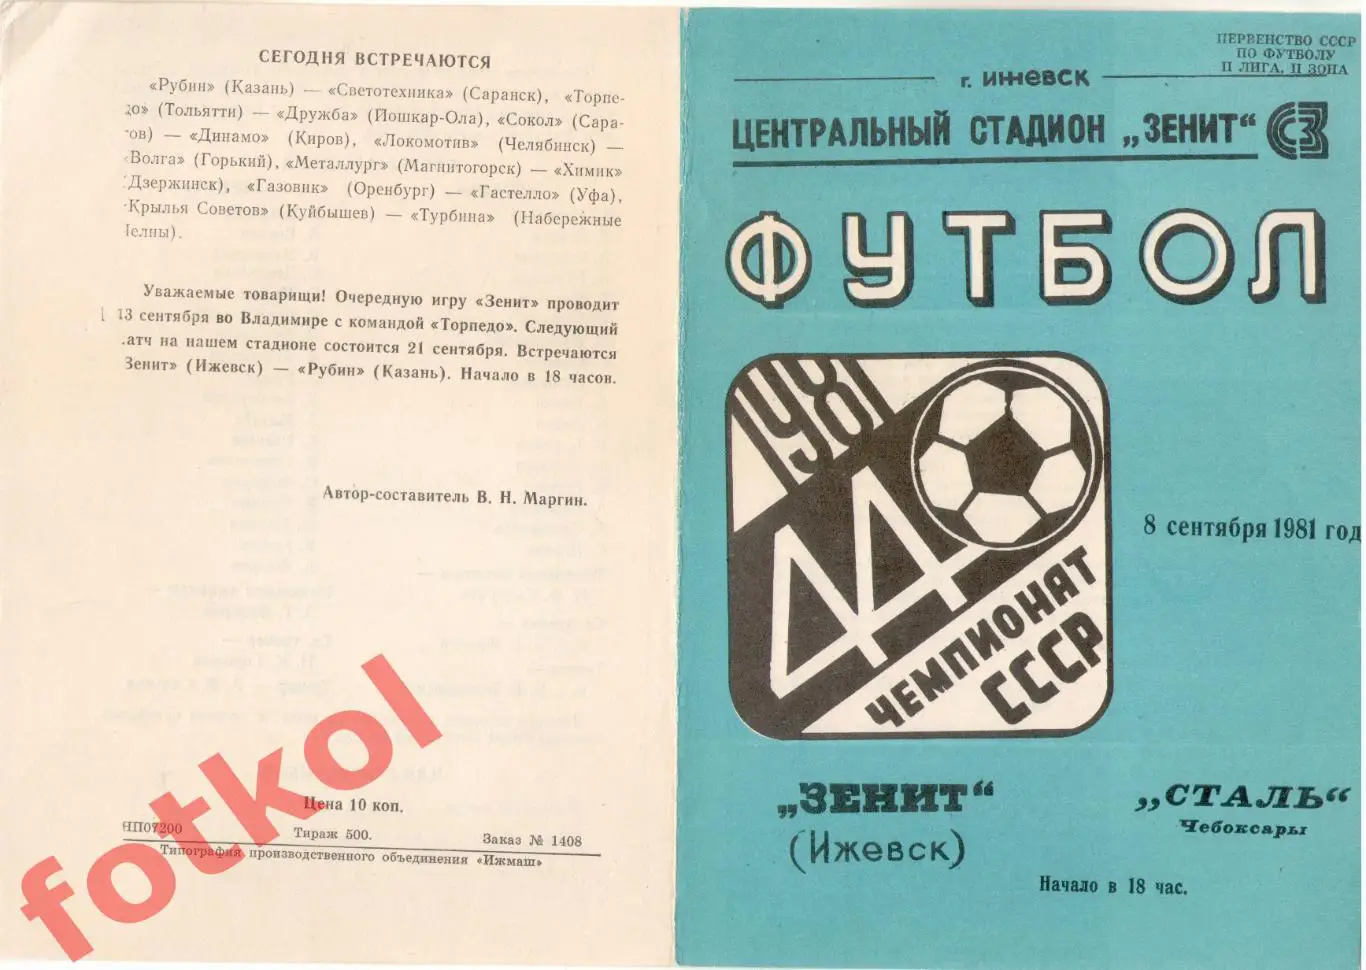 СЕГОДНЯ ВСТРЕЧАЮТСЯ
«Рубин» (Казань) — «Светотехника» (Саранск), «Торпе-
до» (Тольятти) — «Дружба» (Йошкар-Ола), «Сокол» (Сара-
тов) — «Динамо» (Киров), «Локомотив» (Челябинск) —
«Волга» (Горький), «Металлург» (Магнитогорск) — «Химик»
(Дзержинск), «Газовик» (Оренбург) — «Гастелло» (Уфа),
«Крылья Советов» (Куйбышев) — «Турбина» (Набережные
Челны).
Уважаемые товарищи! Очередную игру «Зенит» проводит
13 сентября во Владимире с командой «Торпедо». Следующий
матч на нашем стадионе состоится 21 сентября. Встречаются
Зенит» (Ижевск) — «Рубин» (Казань). Начало в 18 часов.
Автор-составитель В. Н. Маргин.
Цена 10 коп.
НП07200 Тираж 500. Заказ № 1408
Типография производственного объединения «Ижмаш»
fotkol
ПЕРВЕНСТВО СССР
ПО ФУТБОЛУ
II ЛИГА. II ЗОНА
г. ИЖЕВСК
ЦЕНТРАЛЬНЫЙ СТАДИОН „ЗЕНИТ“
ФУТБОЛ
1981
44
ЧЕМПИОНАТ
СССР
8 сентября 1981 год
„ЗЕНИТ“
(Ижевск)
„СТАЛЬ“
Чебоксары
Начало в 18 час.